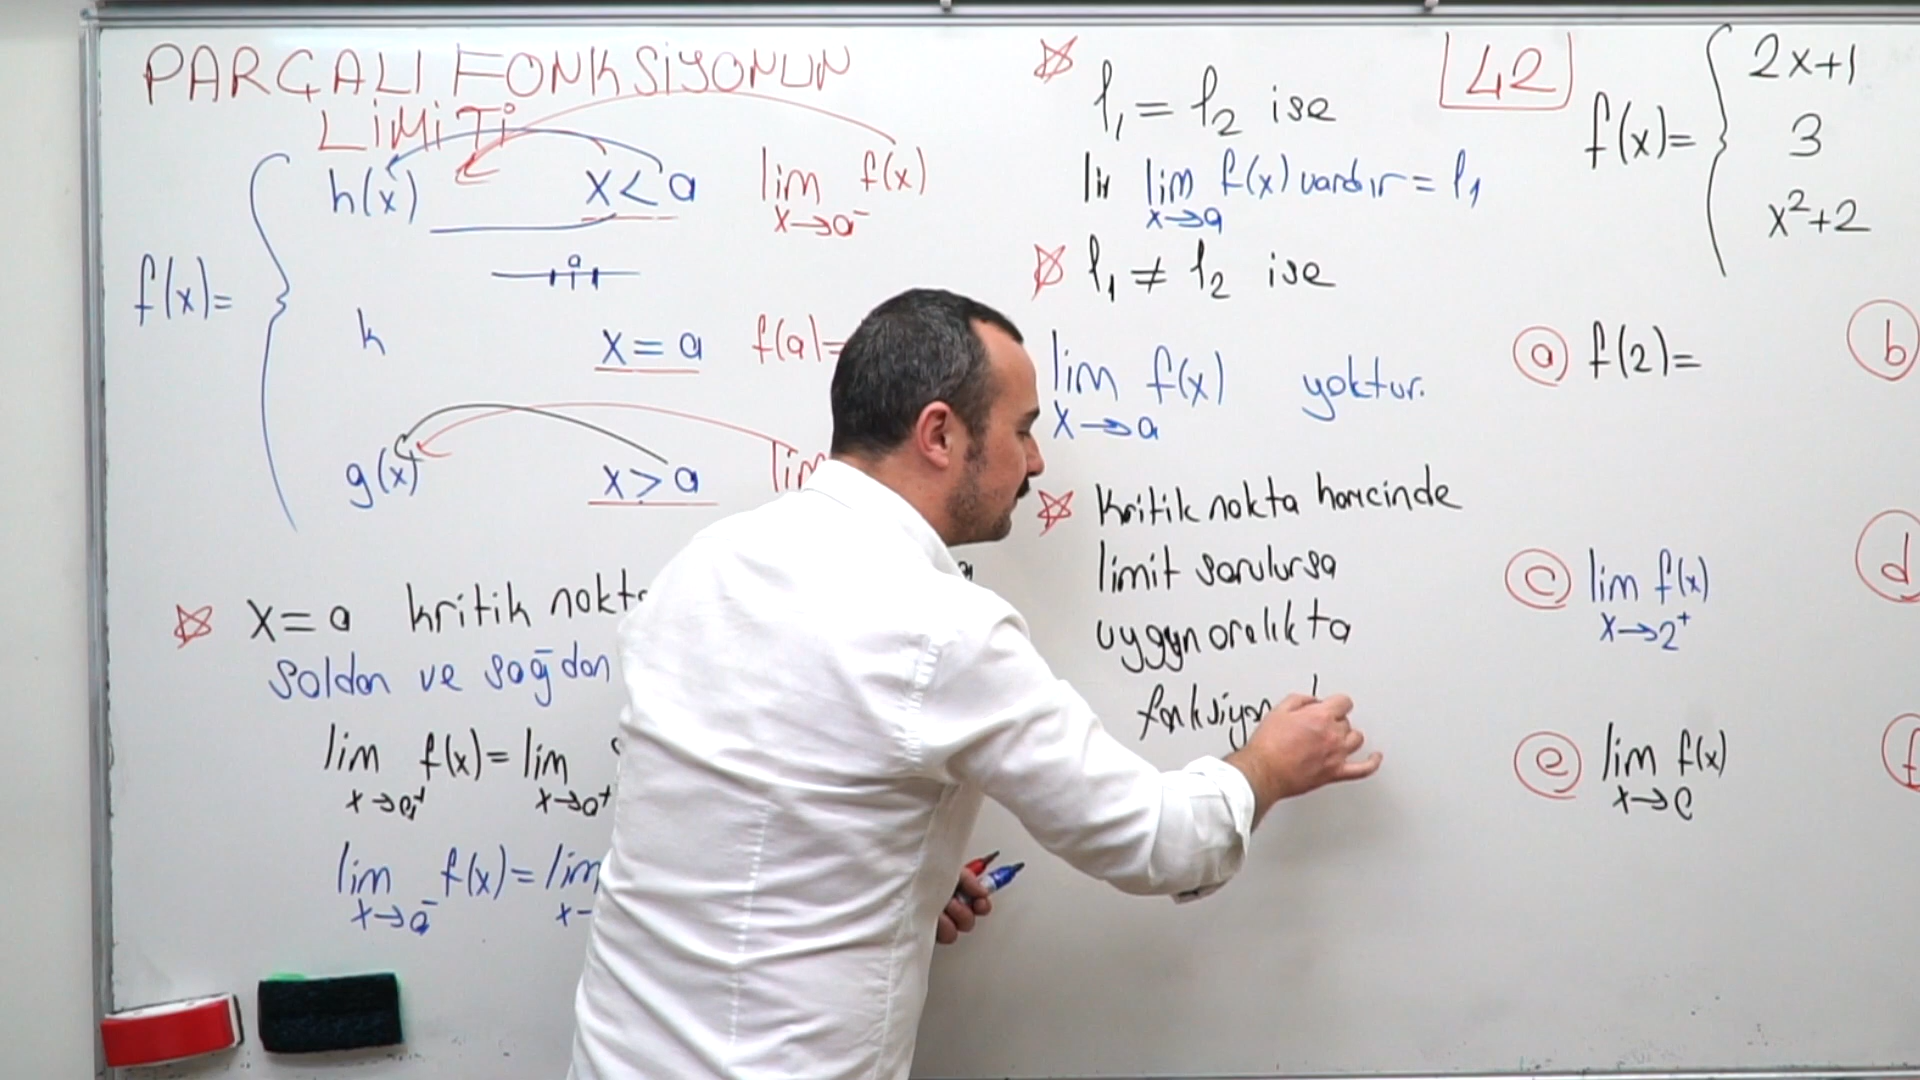 PARÇALI FONKSİYONUN
LİMİTİ
f(x)=
h(x) x<a lim f(x)
x→a⁻
a
k x=a f(a)=
g(x) x>a lim
x=a kritik nokta
soldan ve sağdan
lim f(x)=lim
x→a⁺ x→a⁺
lim f(x)=lim
x→a⁻ x→
l₁=l₂ ise
lim f(x) vardır = l₁
x→a
l₁≠l₂ ise
lim f(x) yoktur.
x→a
Kritik nokta haricinde
limit sorulursa
uygun aralıkta
fonksiyon
42
f(x)=
2x+1
3
x²+2
a f(2)=
b
c lim f(x)
x→2⁺
d
e lim f(x)
f